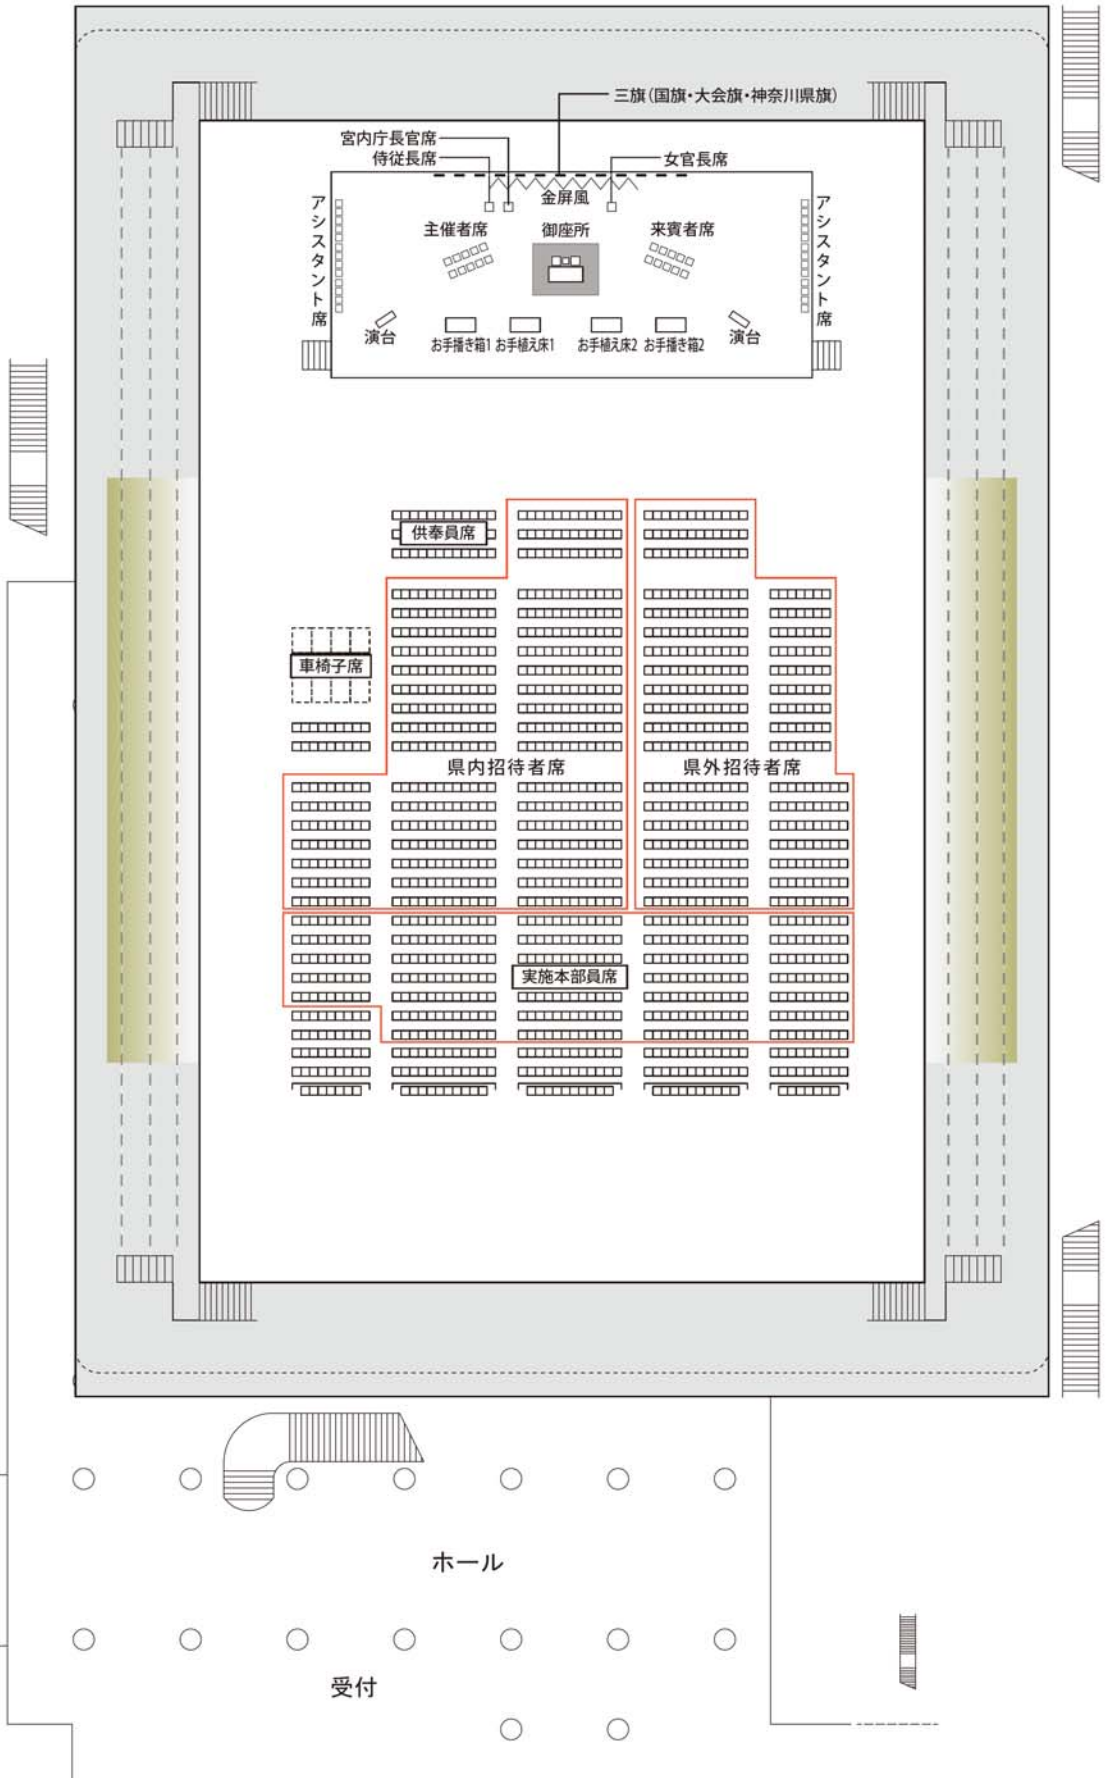 三旗(国旗・大会旗・神奈川県旗)
宮内庁長官席
侍従長席
女官長席
金屏風
アシスタント席
主催者席
御座所
来賓者席
アシスタント席
演台
お手播き箱1
お手植え床1
お手植え床2
お手播き箱2
演台
供奉員席
車椅子席
県内招待者席
県外招待者席
実施本部員席
ホール
受付